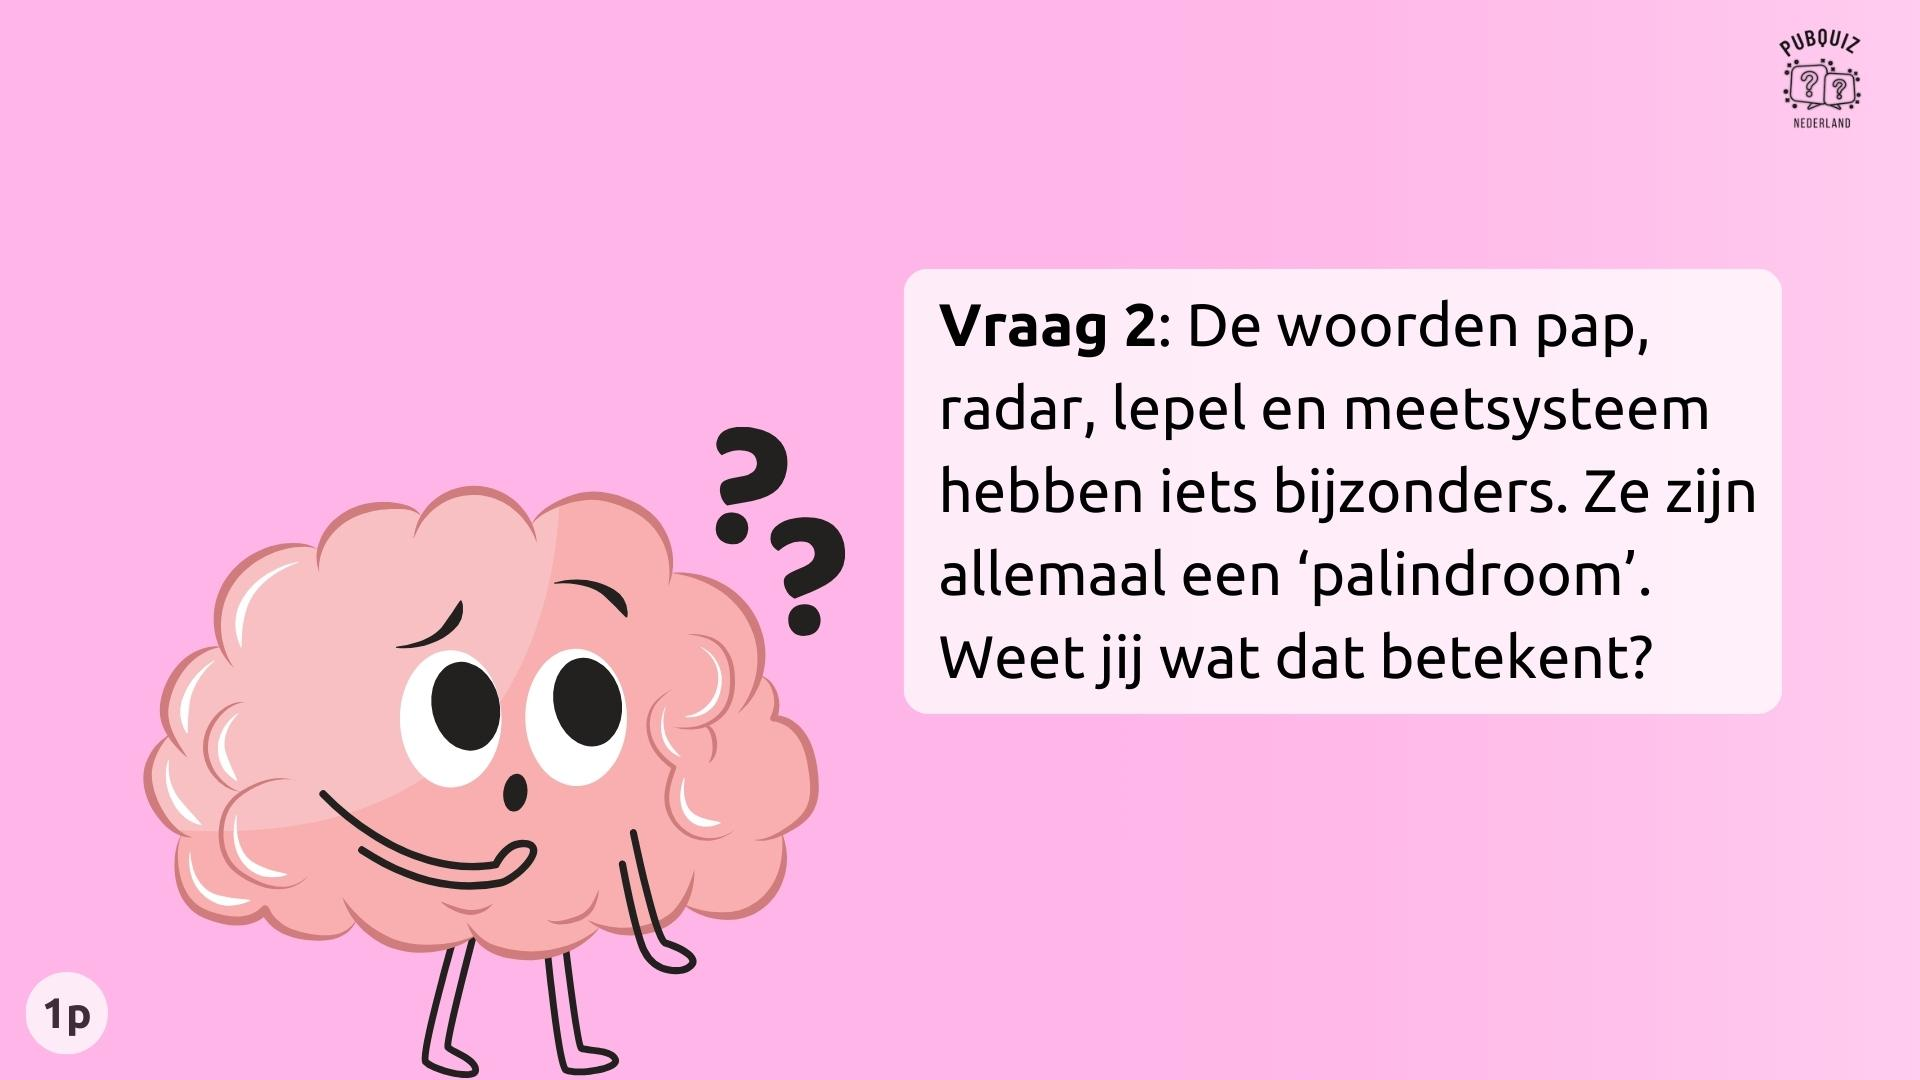 PUBQUIZ
? ?
NEDERLAND
Vraag 2: De woorden pap,
radar, lepel en meetsysteem
hebben iets bijzonders. Ze zijn
allemaal een ‘palindroom’.
Weet jij wat dat betekent?
?
?
1p